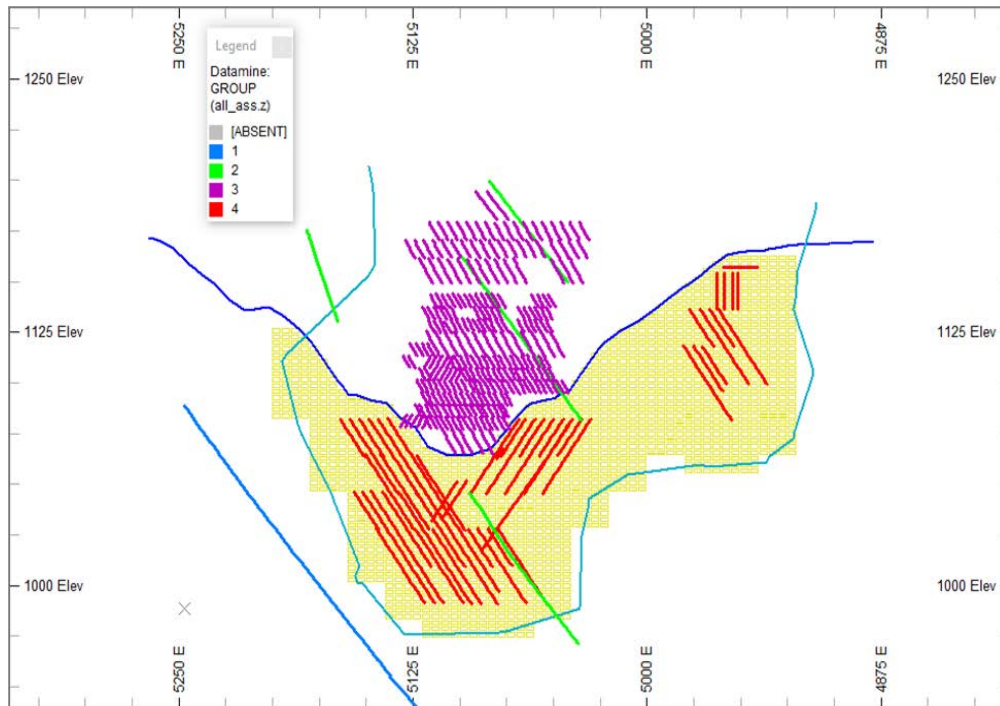 5250 E
5125 E
5000 E
4875 E
Legend
Datamine:
GROUP
(all_ass.z)
[ABSENT]
1
2
3
4
1250 Elev
1250 Elev
1125 Elev
1125 Elev
1000 Elev
1000 Elev
5250 E
5125 E
5000 E
4875 E